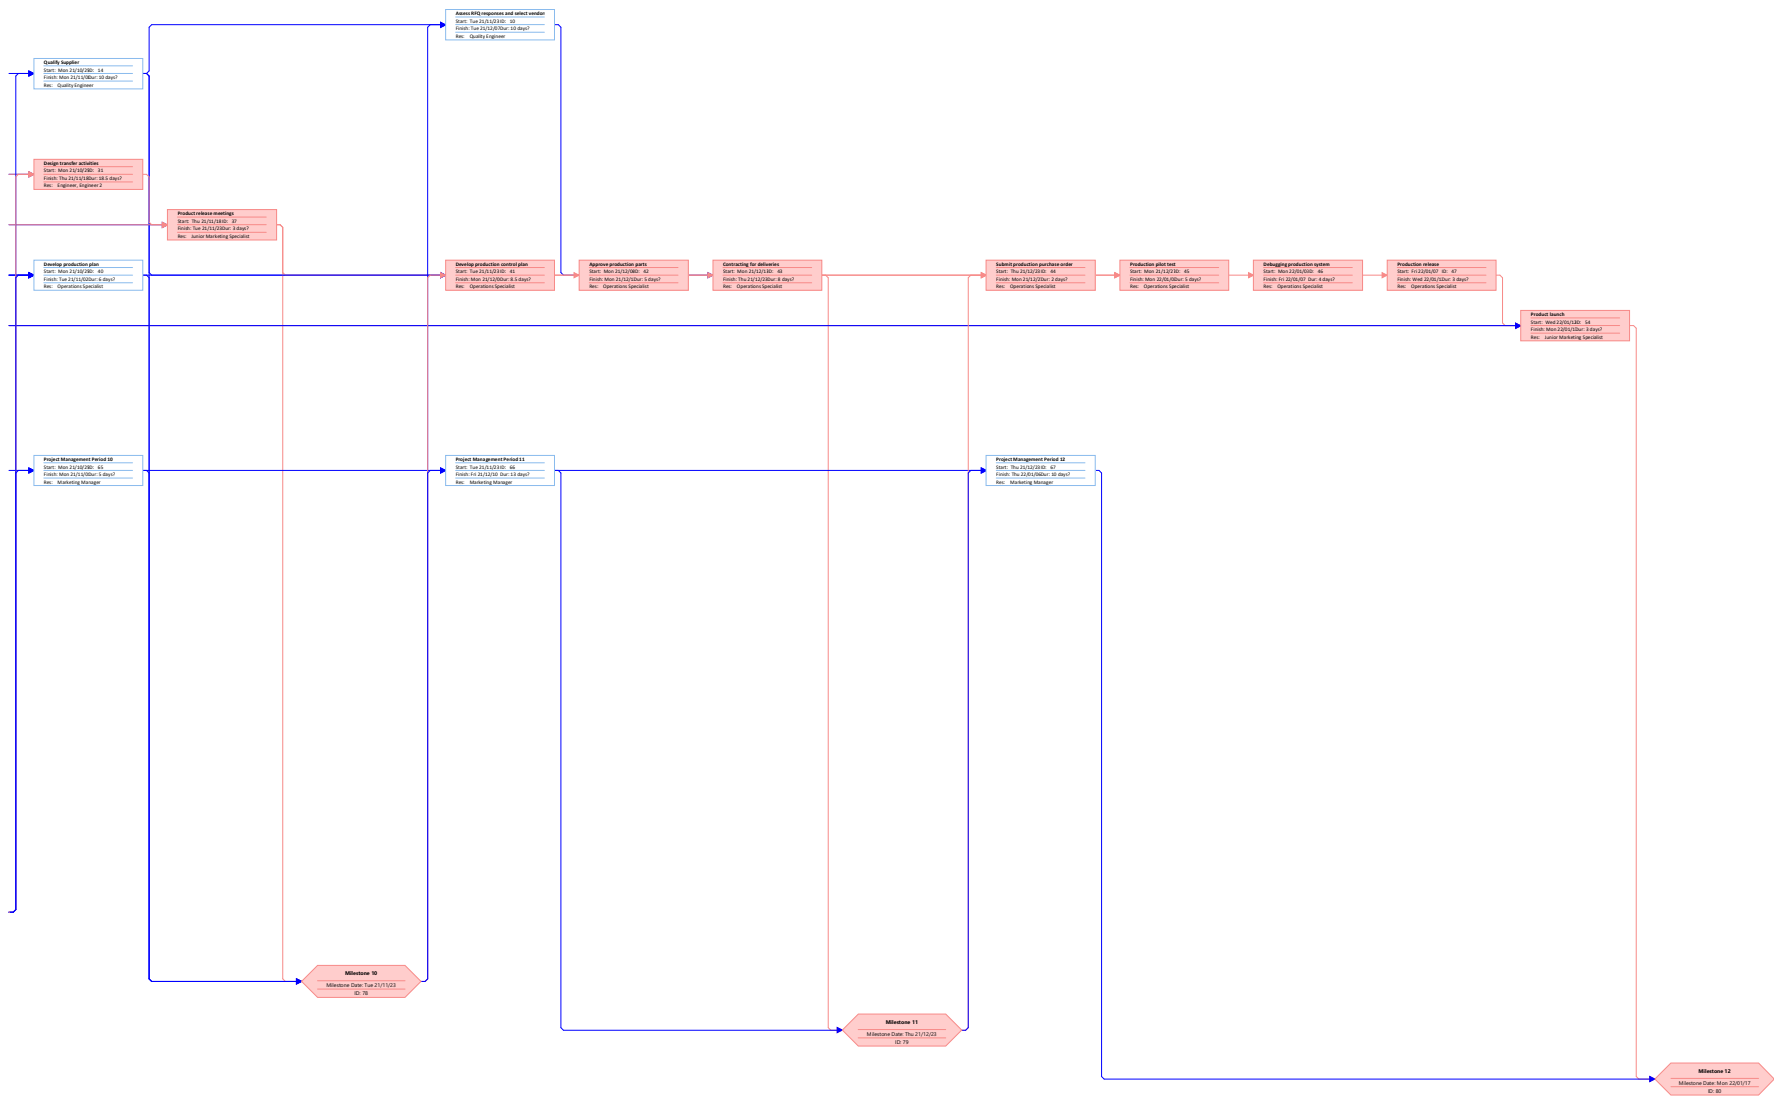 Assess RFQ responses and select vendor
Start: Tue 21/11/23 ID: 10
Finish: Tue 21/12/07 Dur: 10 days?
Res: Quality Engineer
Qualify Supplier
Start: Mon 21/10/25 ID: 14
Finish: Mon 21/11/0 Dur: 10 days?
Res: Quality Engineer
Design transfer activities
Start: Mon 21/10/25 ID: 31
Finish: Thu 21/11/18 Dur: 18.5 days?
Res: Engineer, Engineer 2
Product release meetings
Start: Thu 21/11/18 ID: 37
Finish: Tue 21/11/23 Dur: 3 days?
Res: Junior Marketing Specialist
Develop production plan
Start: Mon 21/10/25 ID: 40
Finish: Tue 21/11/02 Dur: 6 days?
Res: Operations Specialist
Develop production control plan
Start: Tue 21/11/23 ID: 41
Finish: Mon 21/12/0 Dur: 8.5 days?
Res: Operations Specialist
Approve production parts
Start: Mon 21/12/06 ID: 42
Finish: Mon 21/12/1 Dur: 5 days?
Res: Operations Specialist
Contracting for deliveries
Start: Mon 21/12/13 ID: 43
Finish: Thu 21/12/23 Dur: 8 days?
Res: Operations Specialist
Submit production purchase order
Start: Thu 21/12/23 ID: 44
Finish: Mon 21/12/2 Dur: 2 days?
Res: Operations Specialist
Production pilot test
Start: Mon 21/12/27 ID: 45
Finish: Mon 22/01/0 Dur: 5 days?
Res: Operations Specialist
Debugging production system
Start: Mon 22/01/03 ID: 46
Finish: Fri 22/01/07 Dur: 4 days?
Res: Operations Specialist
Production release
Start: Fri 22/01/07 ID: 47
Finish: Wed 22/01/1 Dur: 3 days?
Res: Operations Specialist
Product launch
Start: Wed 22/01/12 ID: 54
Finish: Mon 22/01/1 Dur: 3 days?
Res: Junior Marketing Specialist
Project Management Period 10
Start: Mon 21/10/25 ID: 65
Finish: Mon 21/11/0 Dur: 5 days?
Res: Marketing Manager
Project Management Period 11
Start: Tue 21/11/23 ID: 66
Finish: Fri 21/12/10 Dur: 13 days?
Res: Marketing Manager
Project Management Period 12
Start: Thu 21/12/23 ID: 67
Finish: Thu 22/01/06 Dur: 10 days?
Res: Marketing Manager
Milestone 10
Milestone Date: Tue 21/11/23
ID: 78
Milestone 11
Milestone Date: Thu 21/12/23
ID: 79
Milestone 12
Milestone Date: Mon 22/01/17
ID: 80